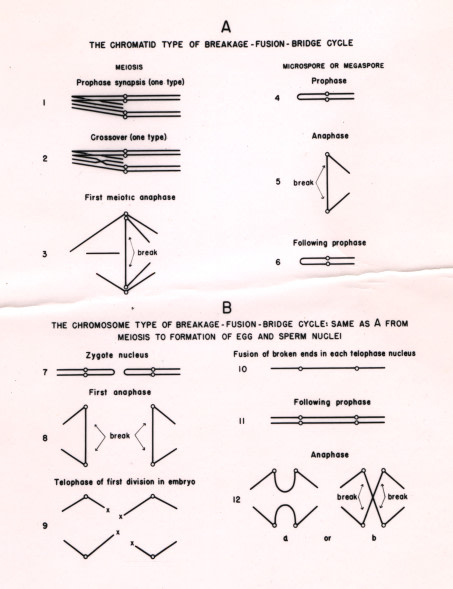 A
THE CHROMATID TYPE OF BREAKAGE-FUSION-BRIDGE CYCLE
MEIOSIS
Prophase synapsis (one type)
1
Crossover (one type)
2
First meiotic anaphase
3
break
MICROSPORE OR MEGASPORE
Prophase
4
Anaphase
5
break
Following prophase
6
B
THE CHROMOSOME TYPE OF BREAKAGE-FUSION-BRIDGE CYCLE: SAME AS A FROM
MEIOSIS TO FORMATION OF EGG AND SPERM NUCLEI
Zygote nucleus
7
First anaphase
8
break
Telophase of first division in embryo
9
x
x
x
x
Fusion of broken ends in each telophase nucleus
10
Following prophase
11
Anaphase
12
break
break
a or b